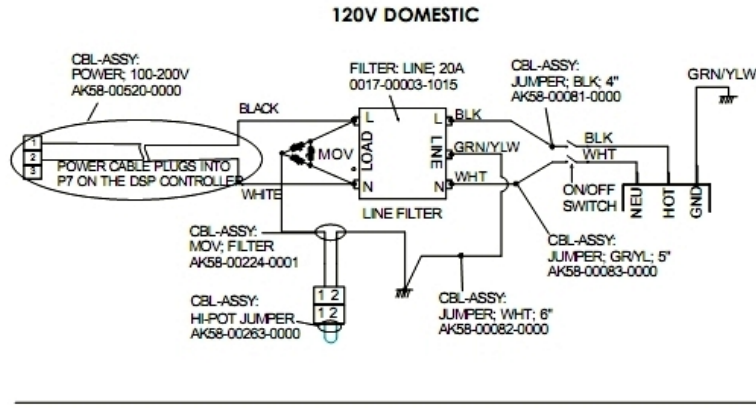 120V DOMESTIC
CBL-ASSY:
POWER; 100-200V
AK58-00520-0000
FILTER: LINE; 20A
0017-00003-1015
CBL-ASSY:
JUMPER; BLK; 4"
AK58-00081-0000
GRN/YLW
BLACK
L
LOAD
L
LINE
BLK
1
2
3
MOV
GRN/YLW
BLK
WHT
POWER CABLE PLUGS INTO
P7 ON THE DSP CONTROLLER
WHITE
N
N
WHT
ON/OFF
SWITCH
NEU
HOT
GND
LINE FILTER
CBL-ASSY:
MOV; FILTER
AK58-00224-0001
CBL-ASSY:
JUMPER; GR/YL; 5"
AK58-00083-0000
1 2
1 2
CBL-ASSY:
HI-POT JUMPER
AK58-00263-0000
CBL-ASSY:
JUMPER; WHT; 6"
AK58-00082-0000